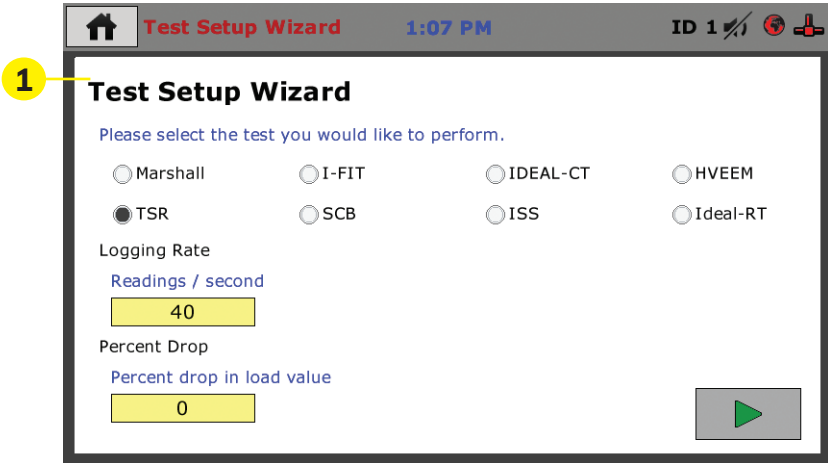 Test Setup Wizard 1:07 PM ID 1
1
Test Setup Wizard
Please select the test you would like to perform.
Marshall I-FIT IDEAL-CT HVEEM
TSR SCB ISS Ideal-RT
Logging Rate
Readings / second
40
Percent Drop
Percent drop in load value
0